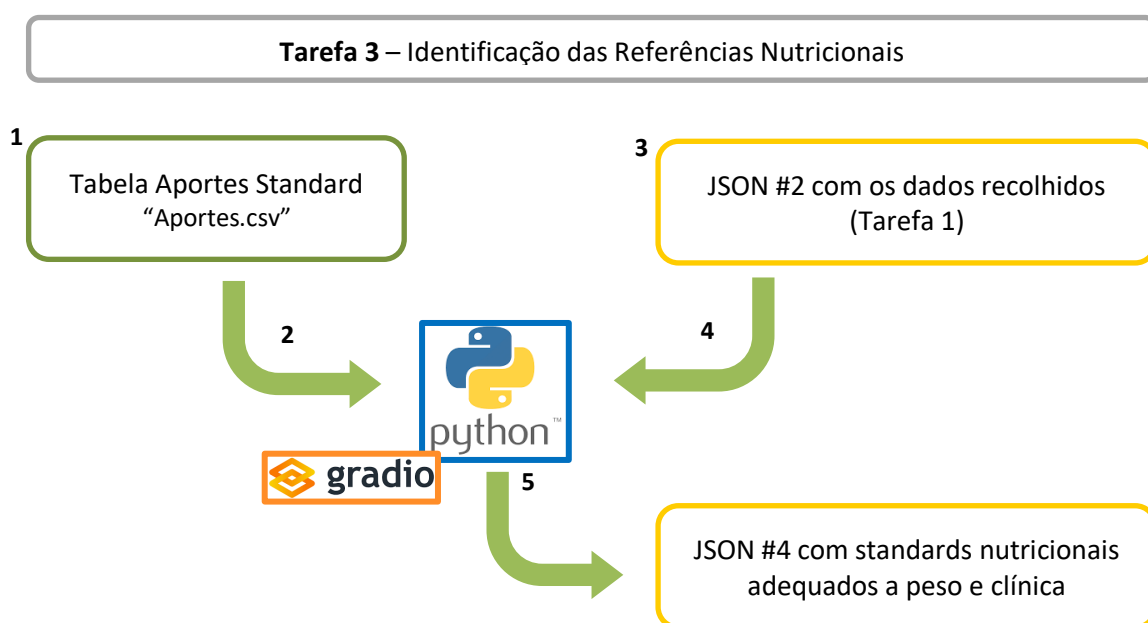 Tarefa 3 – Identificação das Referências Nutricionais
1
Tabela Aportes Standard
“Aportes.csv”
3
JSON #2 com os dados recolhidos
(Tarefa 1)
2
4
python™
gradio
5
JSON #4 com standards nutricionais
adequados a peso e clínica